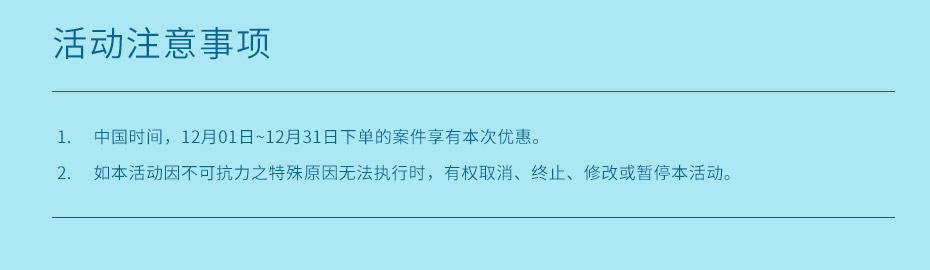 活动注意事项
1. 中国时间，12月01日~12月31日下单的案件享有本次优惠。
2. 如本活动因不可抗力之特殊原因无法执行时，有权取消、终止、修改或暂停本活动。